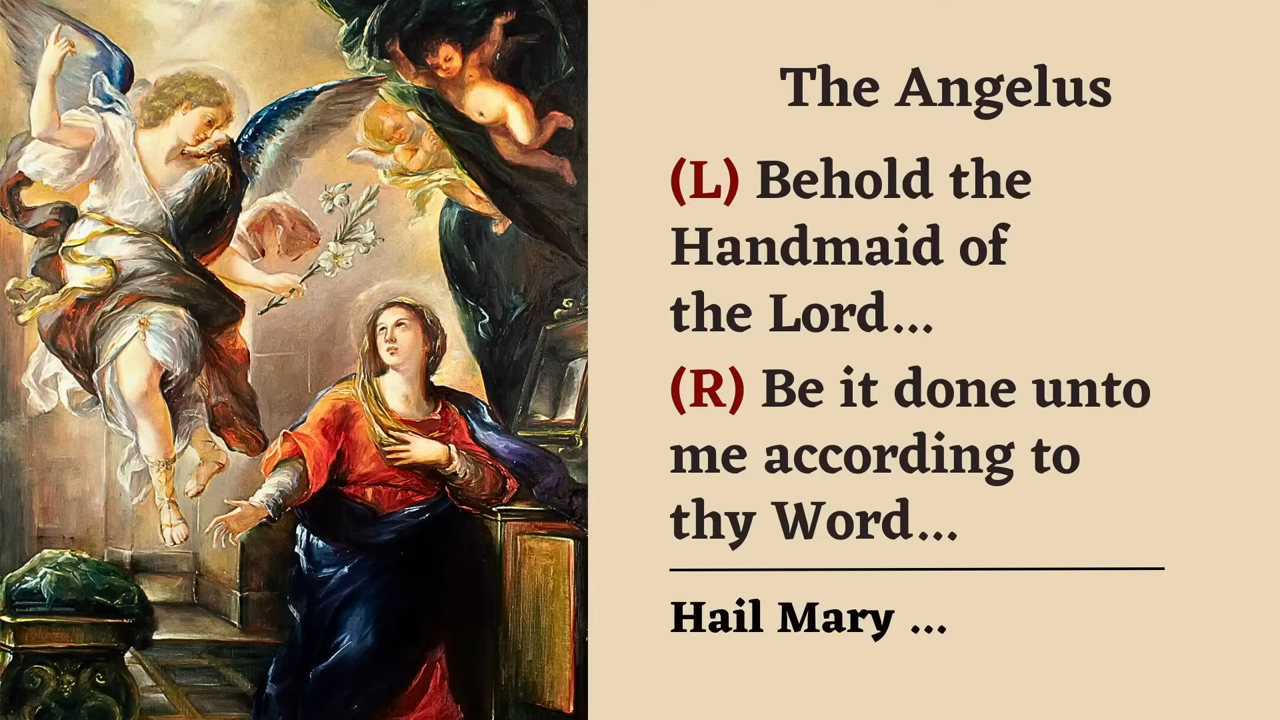 The Angelus
(L) Behold the
Handmaid of
the Lord...
(R) Be it done unto
me according to
thy Word...
Hail Mary ...